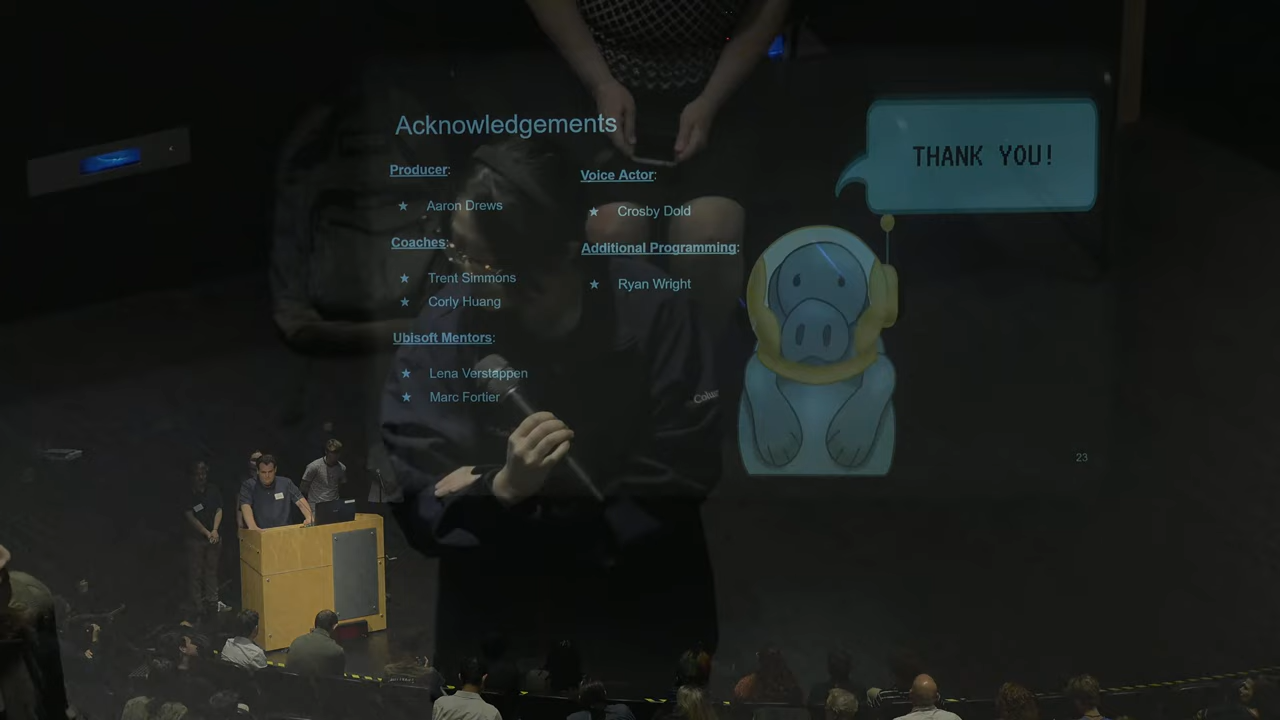 Acknowledgements
Producer:
★ Aaron Drews
Coaches:
★ Trent Simmons
★ Corly Huang
Ubisoft Mentors:
★ Lena Verstappen
★ Marc Fortier
Voice Actor:
★ Crosby Dold
Additional Programming:
★ Ryan Wright
THANK YOU!
23